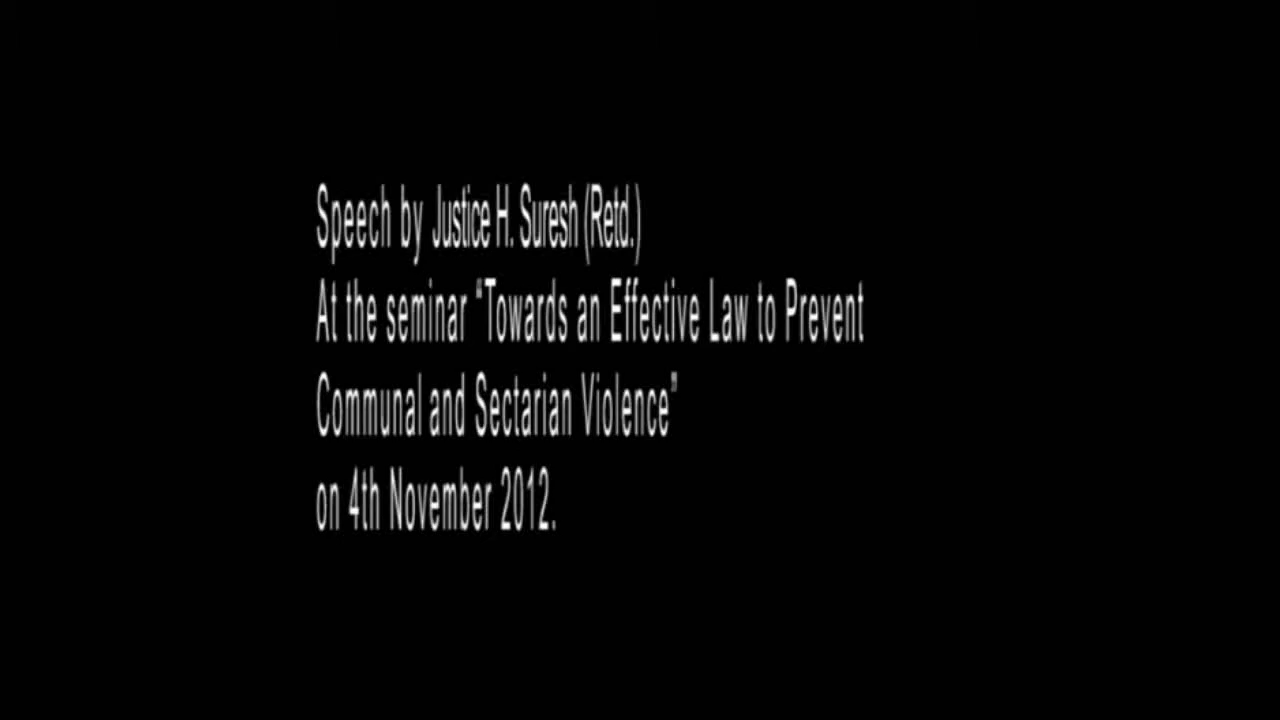 Speech by Justice H. Suresh (Retd.)
At the seminar "Towards an Effective Law to Prevent
Communal and Sectarian Violence"
on 4th November 2012.